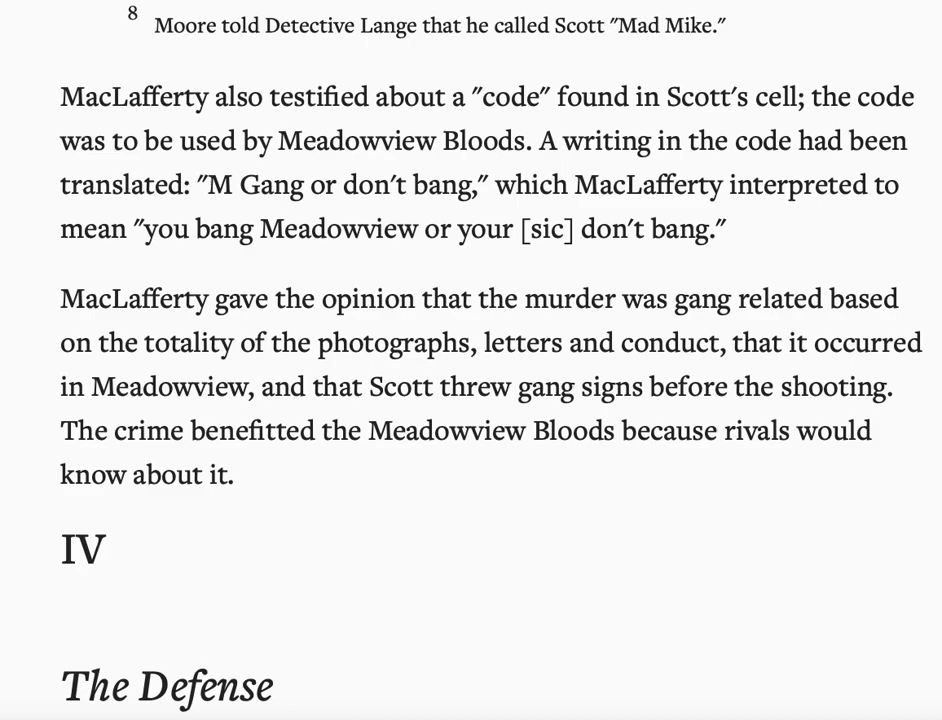 8 Moore told Detective Lange that he called Scott "Mad Mike."
MacLafferty also testified about a "code" found in Scott's cell; the code
was to be used by Meadowview Bloods. A writing in the code had been
translated: "M Gang or don't bang," which MacLafferty interpreted to
mean "you bang Meadowview or your [sic] don't bang."
MacLafferty gave the opinion that the murder was gang related based
on the totality of the photographs, letters and conduct, that it occurred
in Meadowview, and that Scott threw gang signs before the shooting.
The crime benefitted the Meadowview Bloods because rivals would
know about it.
IV
The Defense